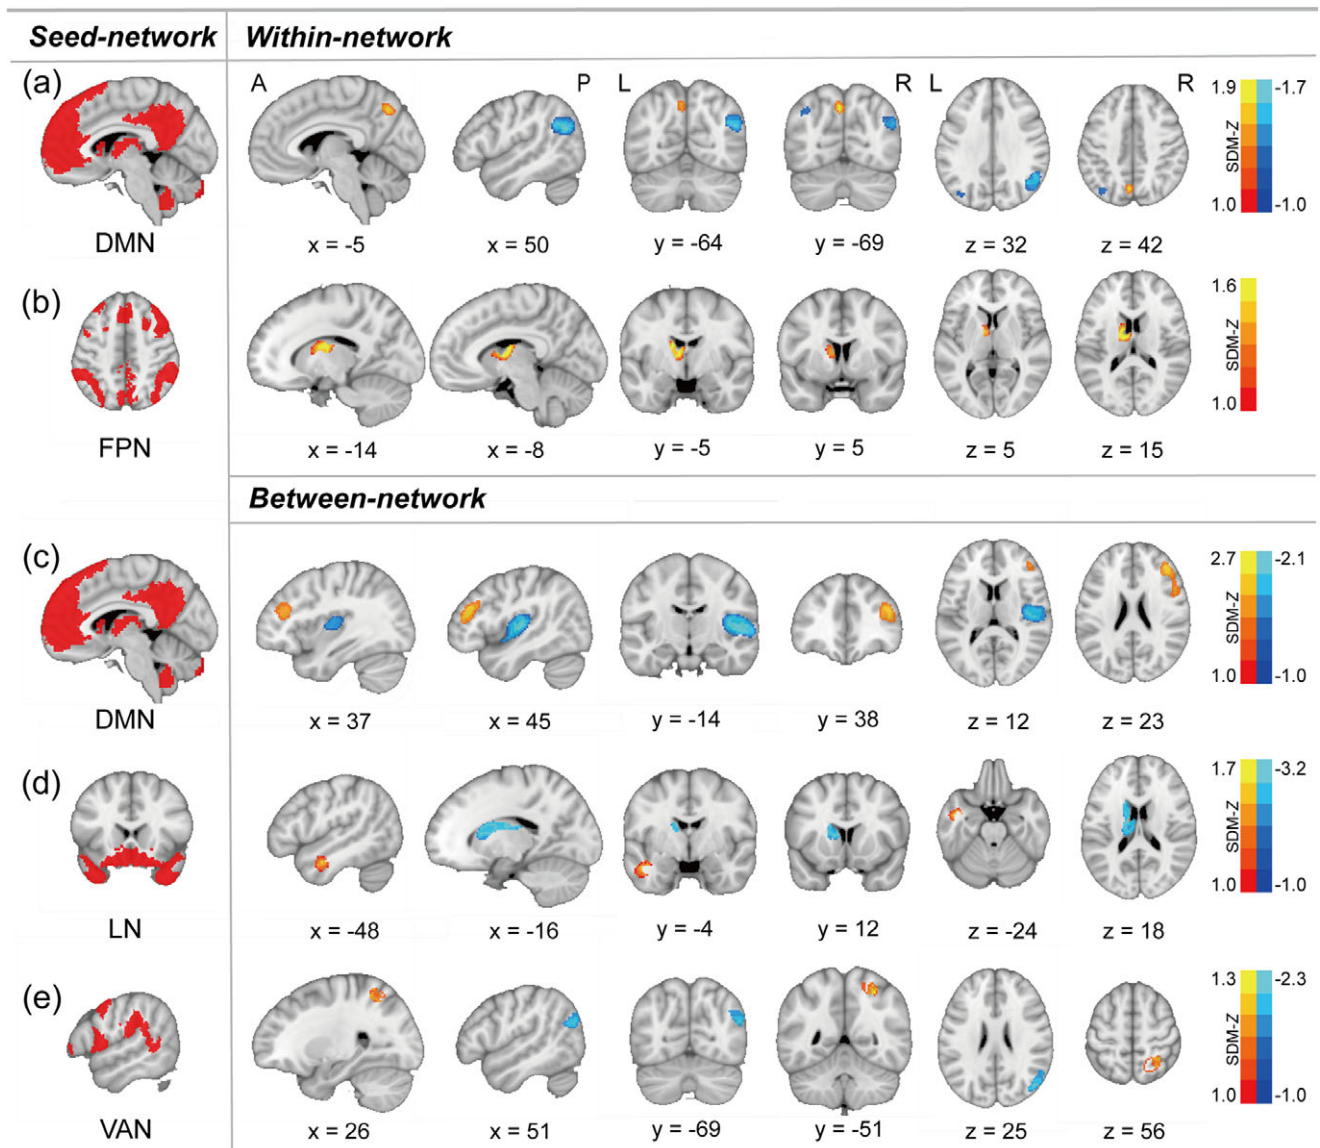 Seed-network Within-network
(a) A P L R L R 1.9 -1.7
SDM-Z
1.0 -1.0
DMN x = -5 x = 50 y = -64 y = -69 z = 32 z = 42
(b) 1.6
SDM-Z
1.0
FPN x = -14 x = -8 y = -5 y = 5 z = 5 z = 15
Between-network
(c) 2.7 -2.1
SDM-Z
1.0 -1.0
DMN x = 37 x = 45 y = -14 y = 38 z = 12 z = 23
(d) 1.7 -3.2
SDM-Z
1.0 -1.0
LN x = -48 x = -16 y = -4 y = 12 z = -24 z = 18
(e) 1.3 -2.3
SDM-Z
1.0 -1.0
VAN x = 26 x = 51 y = -69 y = -51 z = 25 z = 56